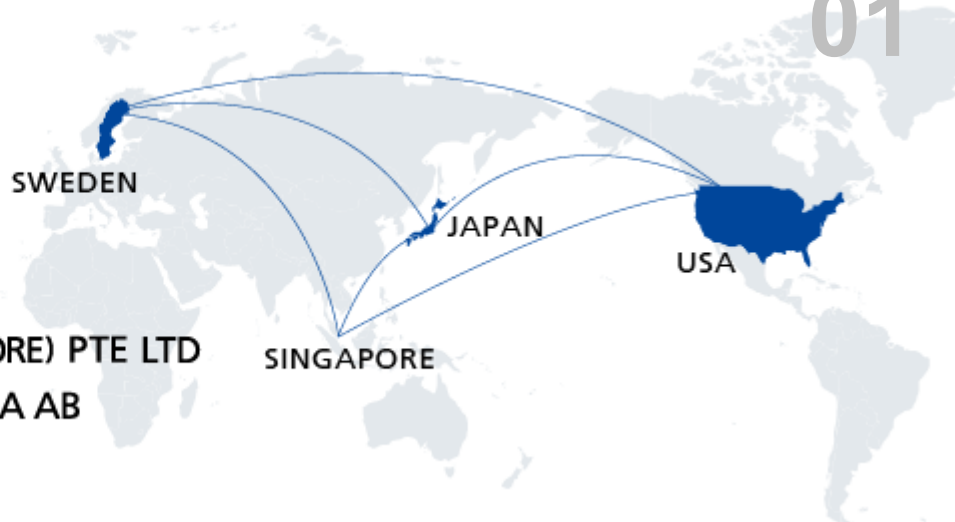 01
SWEDEN
JAPAN
USA
ORE) PTE LTD
SINGAPORE
A AB